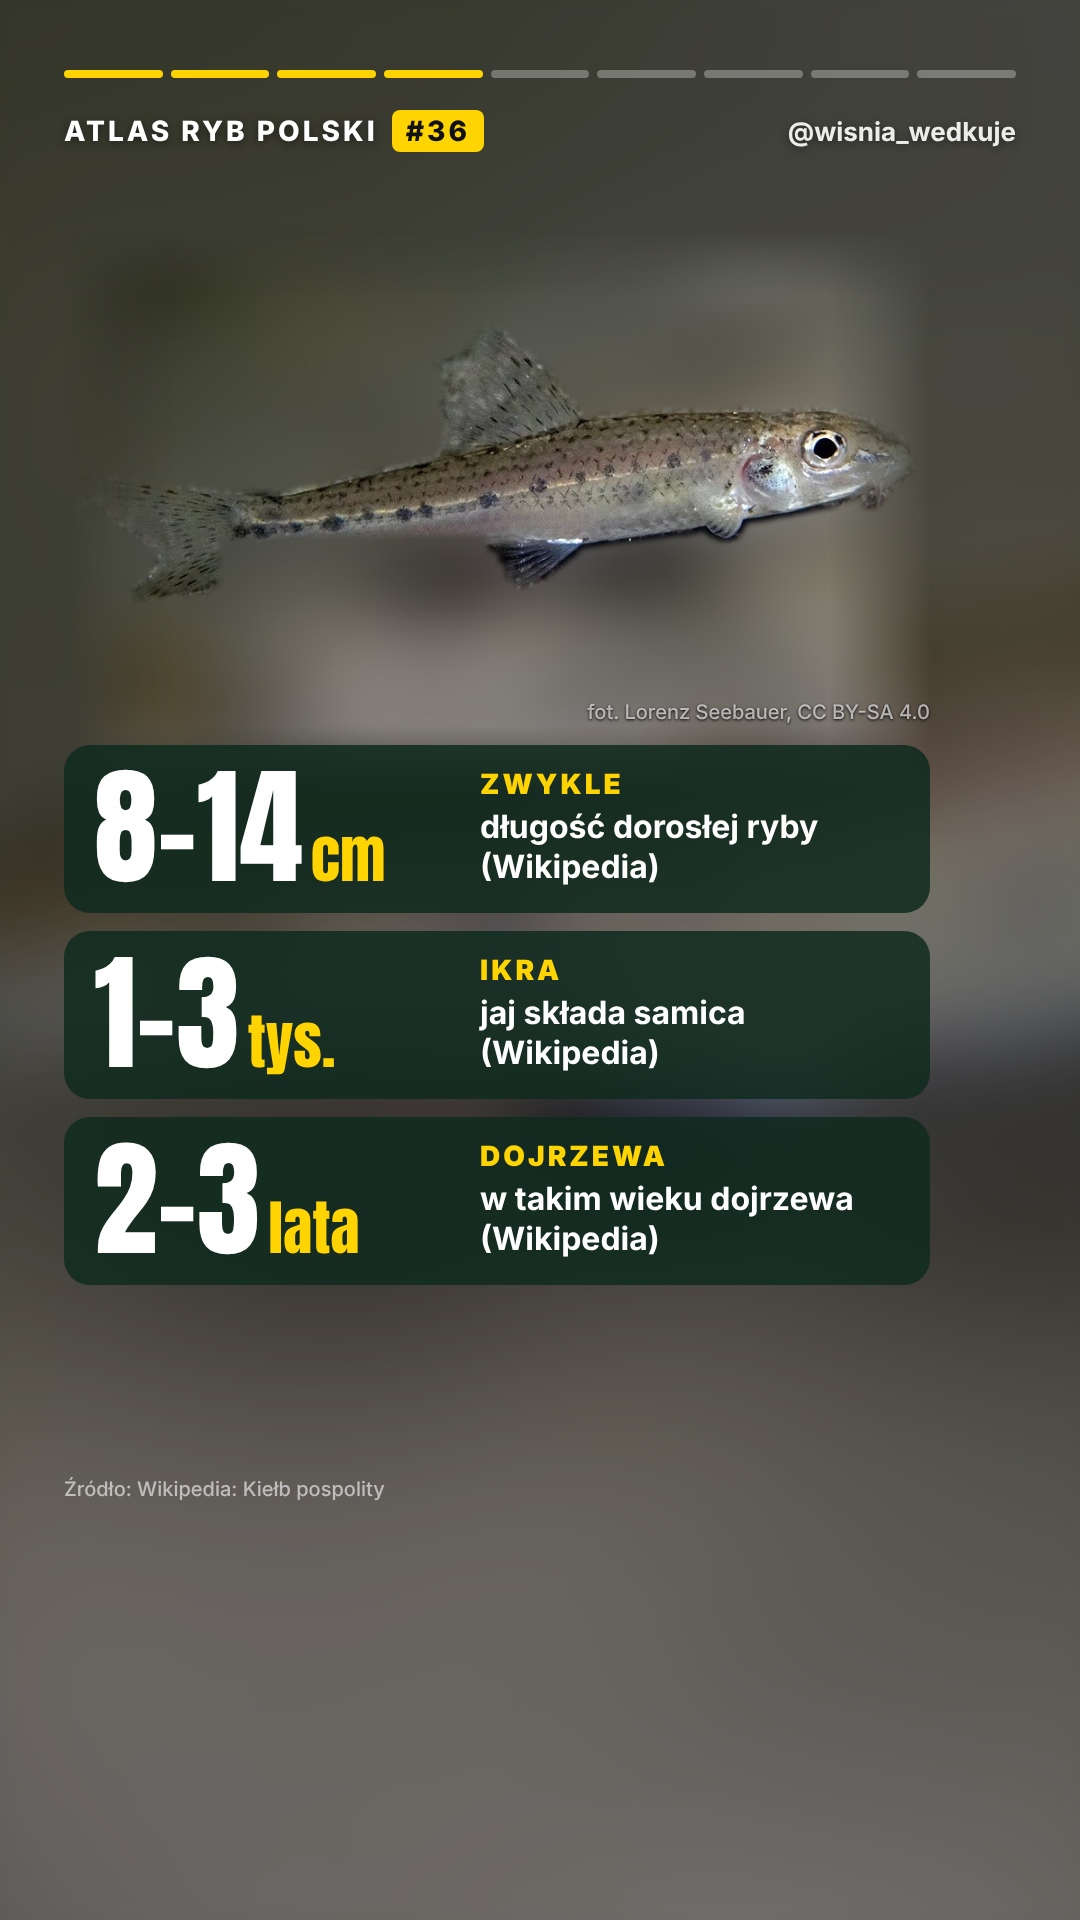 ATLAS RYB POLSKI #36 @wisnia_wedkuje
fot. Lorenz Seebauer, CC BY-SA 4.0
8-14 cm
ZWYKLE
długość dorosłej ryby
(Wikipedia)
1-3 tys.
IKRA
jaj składa samica
(Wikipedia)
2-3 lata
DOJRZEWA
w takim wieku dojrzewa
(Wikipedia)
Źródło: Wikipedia: Kiełb pospolity